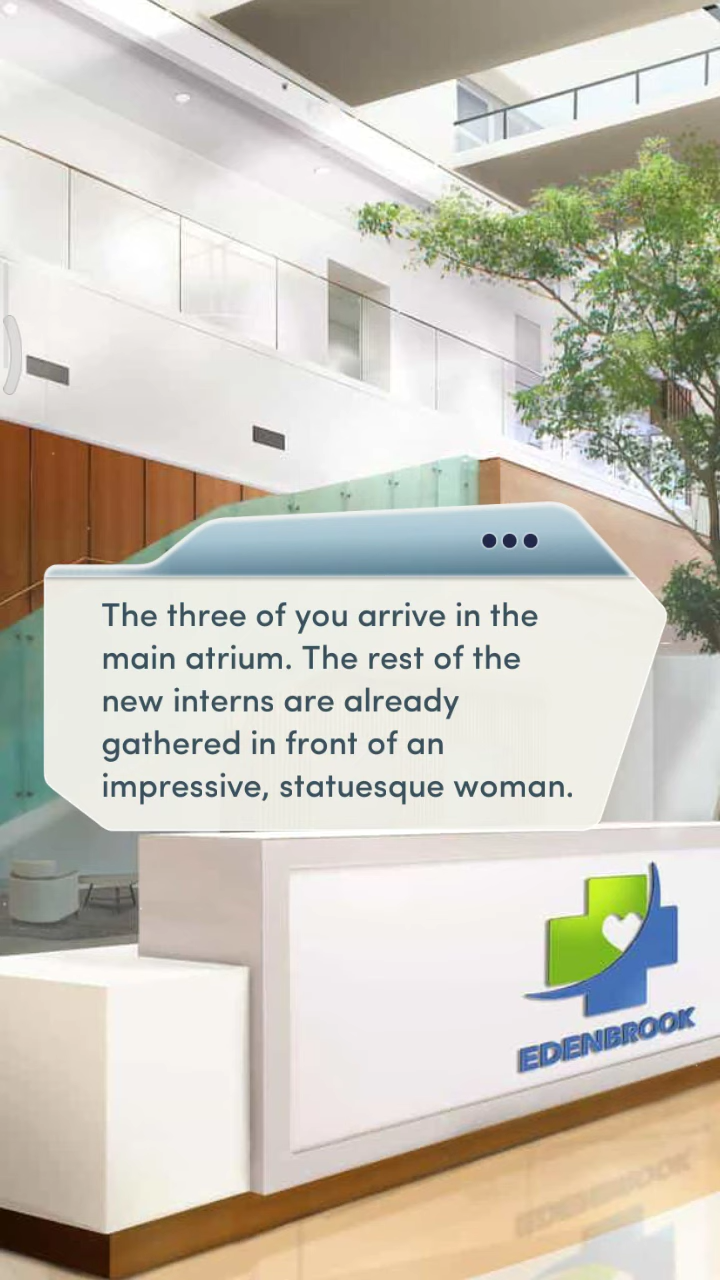 The three of you arrive in the
main atrium. The rest of the
new interns are already
gathered in front of an
impressive, statuesque woman.
EDENBROOK